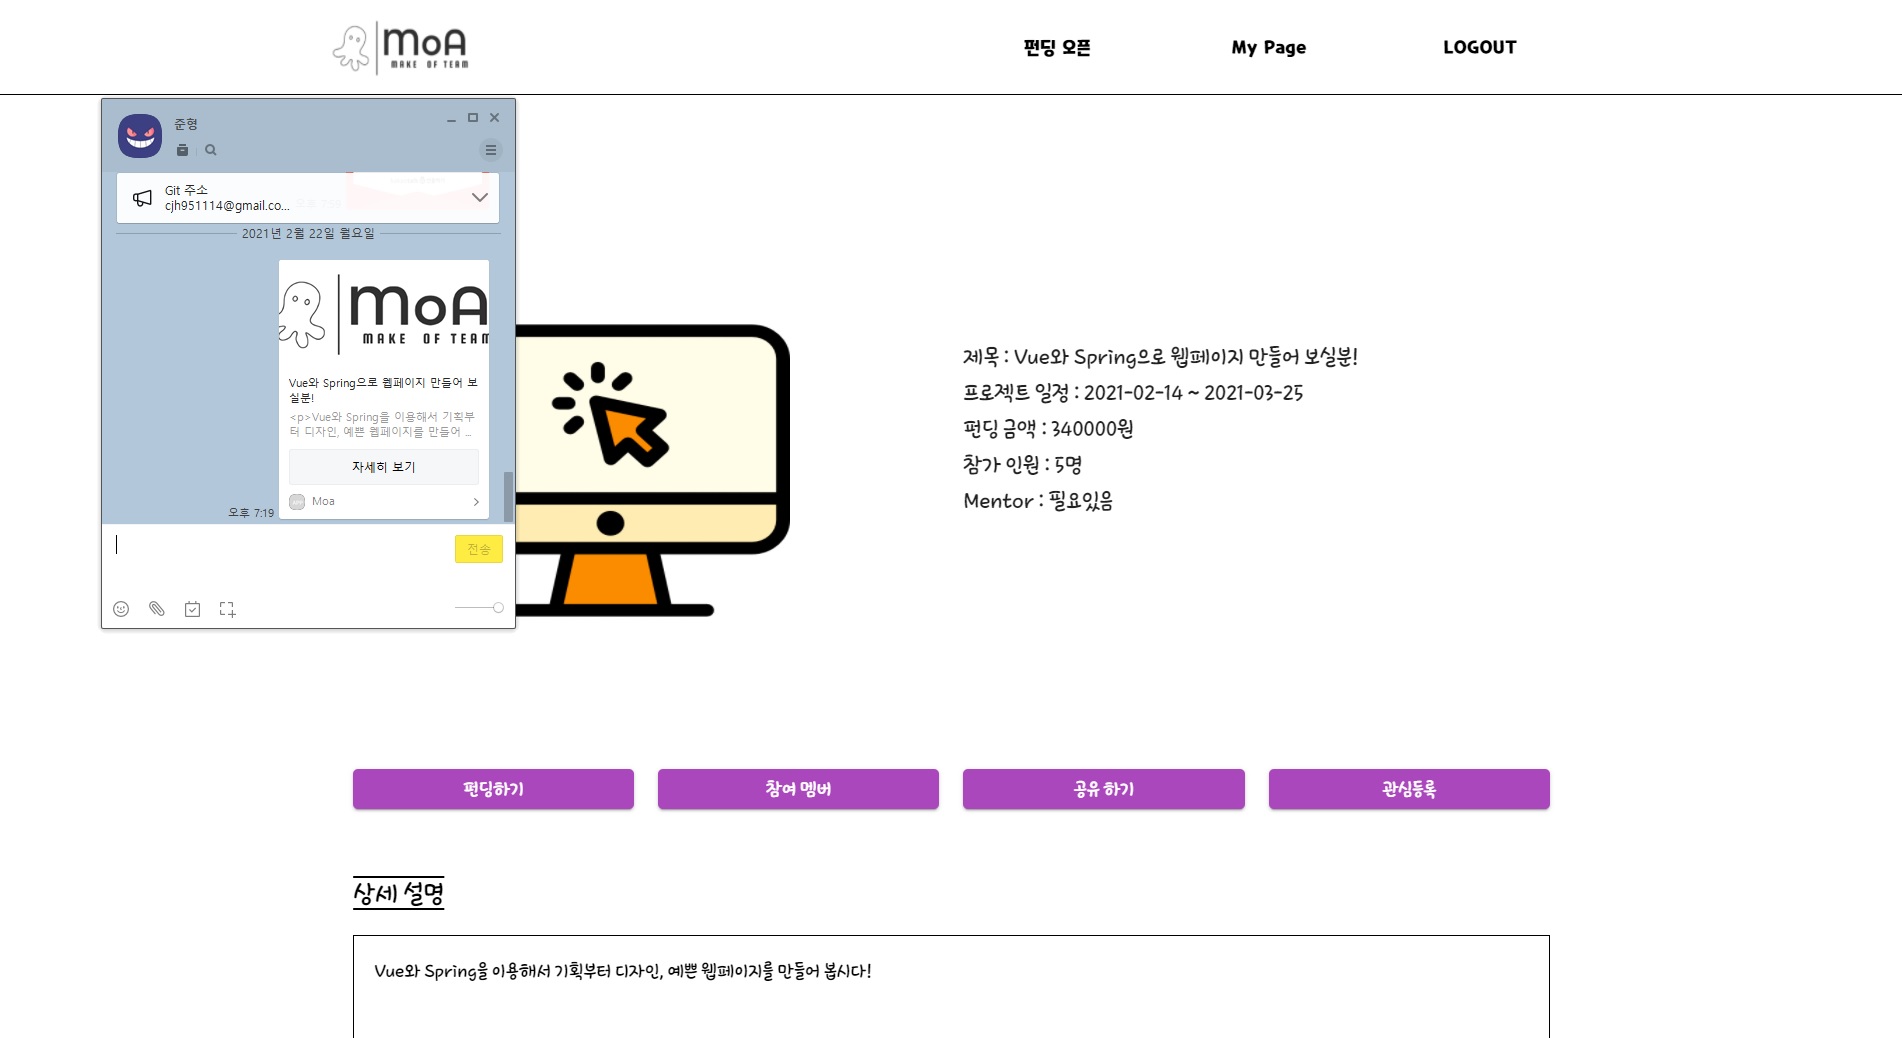 MoA
MAKE OF TEAM
펀딩 오픈
My Page
LOGOUT
준형
Git 주소
cjh951114@gmail.co...
2021년 2월 22일 월요일
MoA
MAKE OF TEAM
Vue와 Spring으로 웹페이지 만들어 보
실분!
<p>Vue와 Spring을 이용해서 기획부
터 디자인, 예쁜 웹페이지를 만들어 ...
자세히 보기
Moa
오후 7:19
전송
제목 : Vue와 Spring으로 웹페이지 만들어 보실분!
프로젝트 일정 : 2021-02-14 ~ 2021-03-25
펀딩 금액 : 340000원
참가 인원 : 5명
Mentor : 필요있음
펀딩하기
참여 멤버
공유 하기
관심등록
상세 설명
Vue와 Spring을 이용해서 기획부터 디자인, 예쁜 웹페이지를 만들어 봅시다!